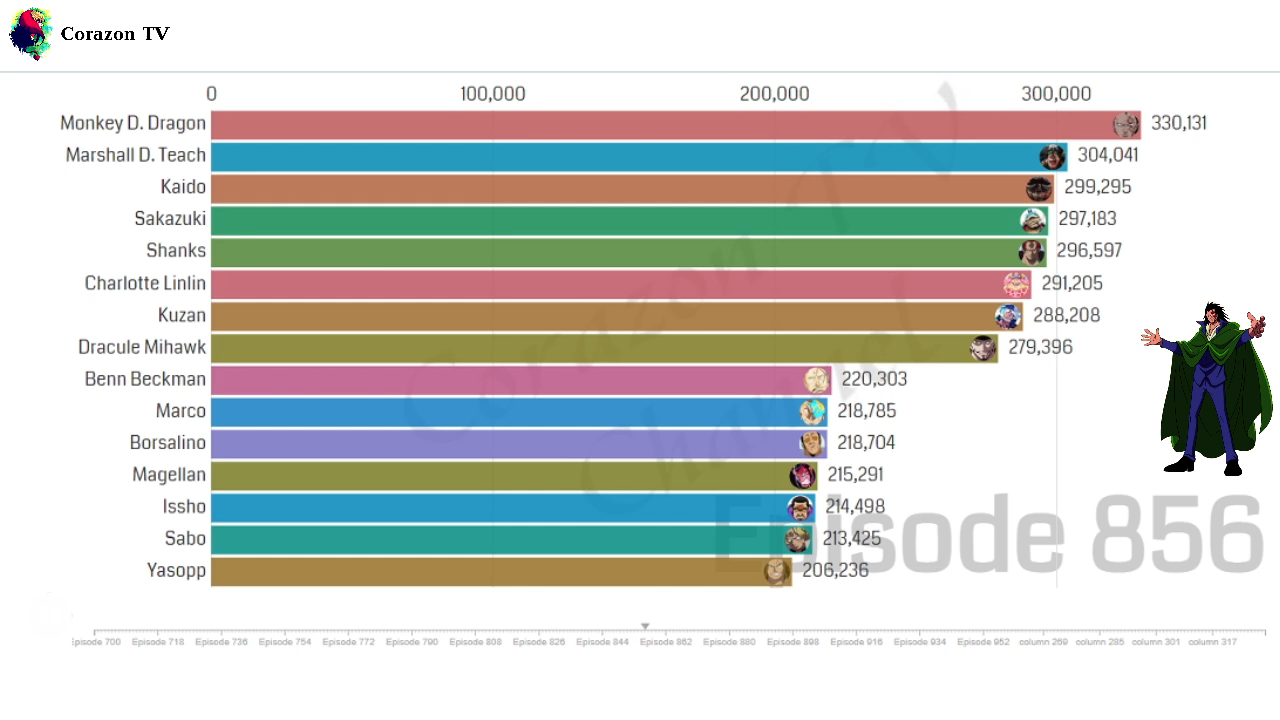 Corazon TV
0 100,000 200,000 300,000
Monkey D. Dragon 330,131
Marshall D. Teach 304,041
Kaido 299,295
Sakazuki 297,183
Shanks 296,597
Charlotte Linlin 291,205
Kuzan 288,208
Dracule Mihawk 279,396
Benn Beckman 220,303
Marco 218,785
Borsalino 218,704
Magellan 215,291
Issho 214,498
Sabo 213,425
Yasopp 206,236
Corazon TV
Channel
Episode 856
Episode 700 Episode 718 Episode 736 Episode 754 Episode 772 Episode 790 Episode 808 Episode 826 Episode 844 Episode 862 Episode 880 Episode 898 Episode 916 Episode 934 Episode 952 column 269 column 285 column 301 column 317